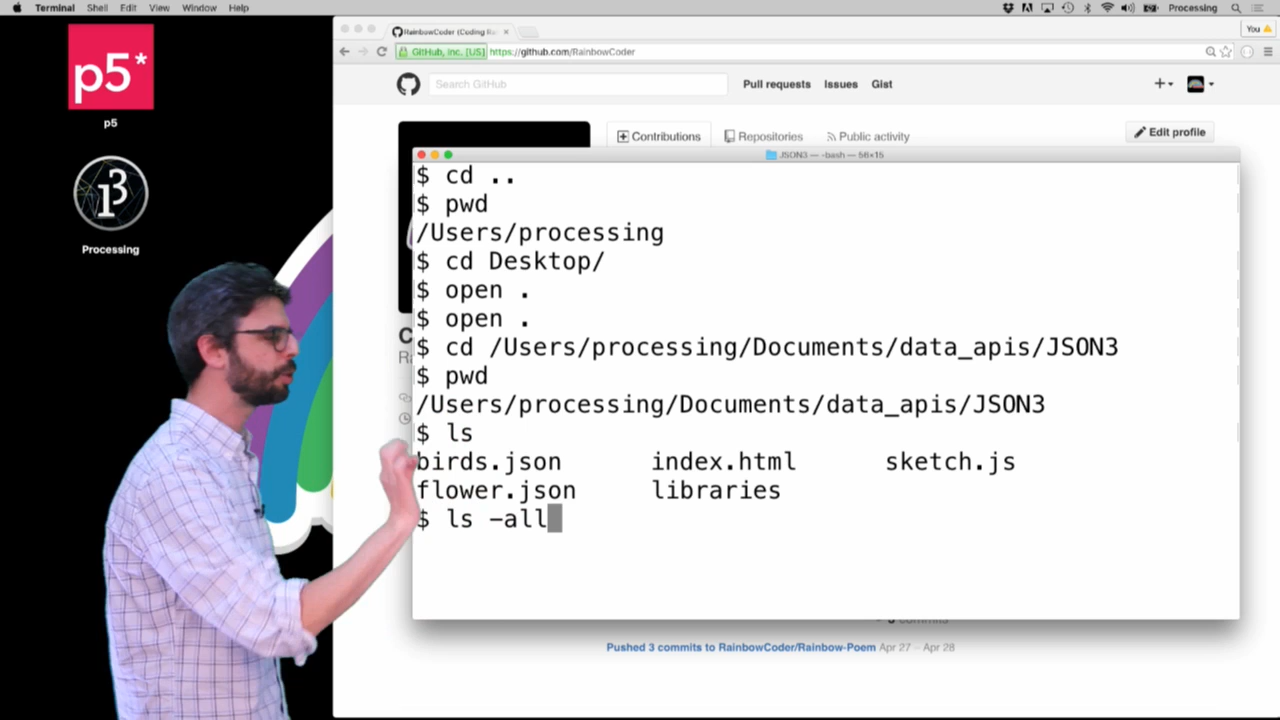 Terminal Shell Edit View Window Help Processing
p5*
p5
Processing
RainbowCoder (Coding Ra
You
GitHub, Inc. [US] https://github.com/RainbowCoder
Search GitHub
Pull requests Issues Gist
Contributions Repositories Public activity Edit profile
JSON3 — -bash — 56×15
$ cd ..
$ pwd
/Users/processing
$ cd Desktop/
$ open .
$ open .
$ cd /Users/processing/Documents/data_apis/JSON3
$ pwd
/Users/processing/Documents/data_apis/JSON3
$ ls
birds.json index.html sketch.js
flower.json libraries
$ ls -all
Pushed 3 commits to RainbowCoder/Rainbow-Poem Apr 27 – Apr 28